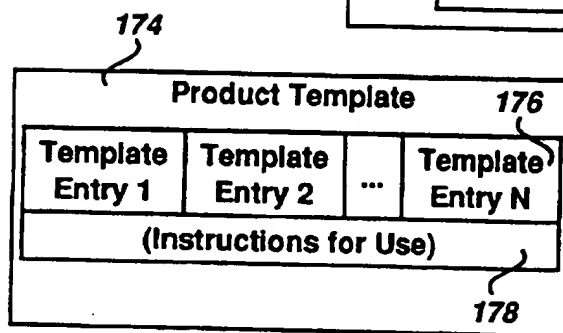 174
Product Template 176
Template Template ... Template
Entry 1 Entry 2 Entry N
(Instructions for Use)
178